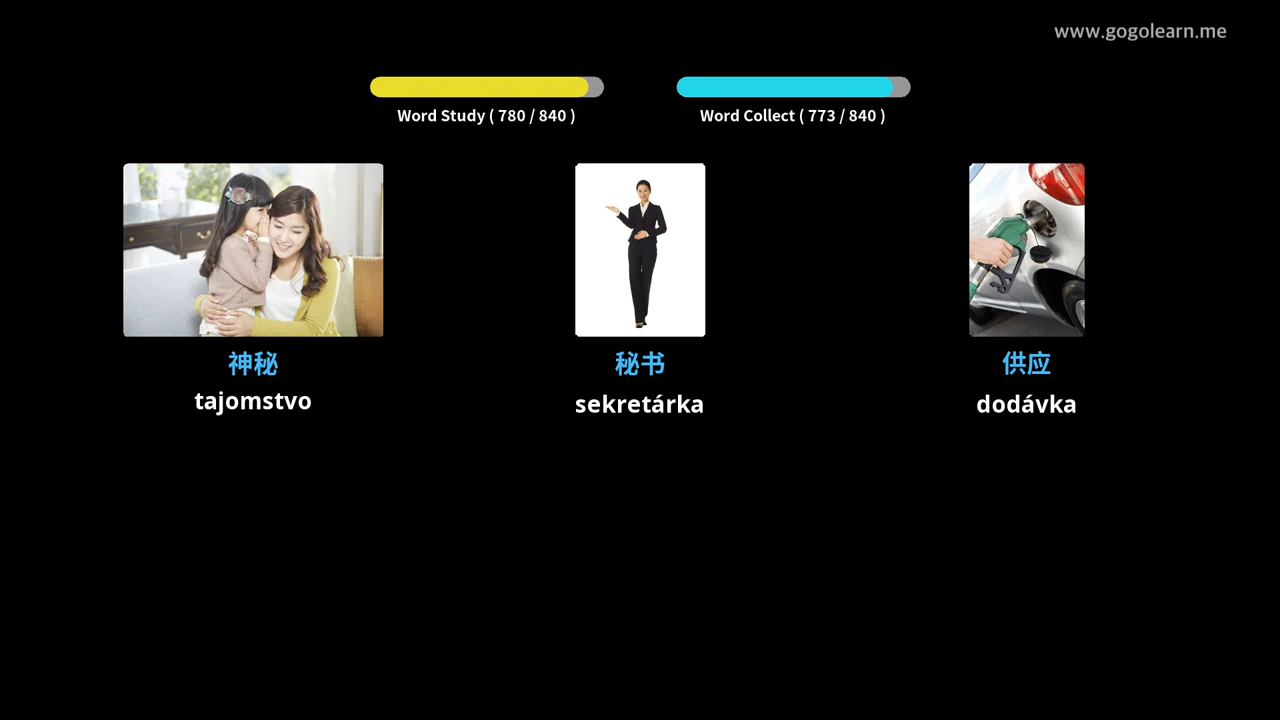 www.gogolearn.me
Word Study ( 780 / 840 )
Word Collect ( 773 / 840 )
神秘
秘书
供应
tajomstvo
sekretárka
dodávka